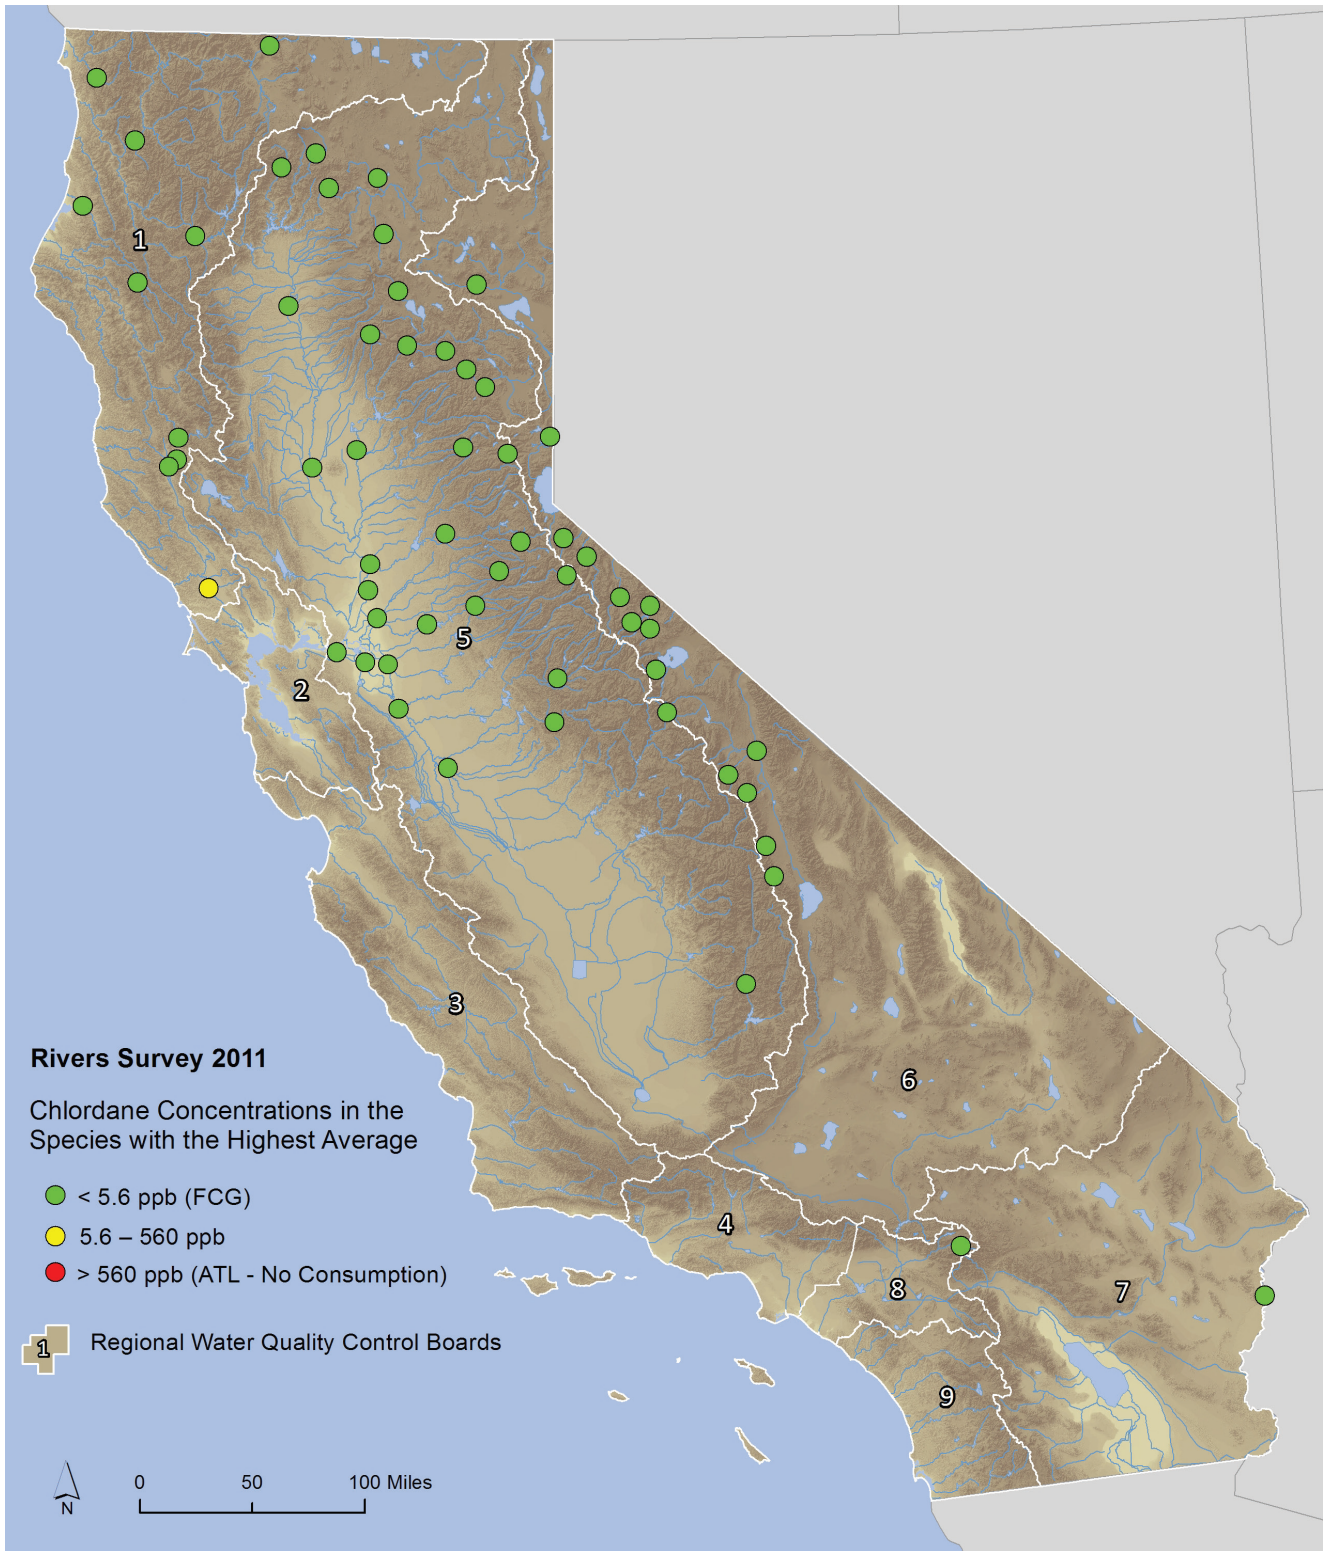 1
2
5
3
6
4
8
7
9
Rivers Survey 2011
Chlordane Concentrations in the
Species with the Highest Average
< 5.6 ppb (FCG)
5.6 – 560 ppb
> 560 ppb (ATL - No Consumption)
1 Regional Water Quality Control Boards
N
0 50 100 Miles